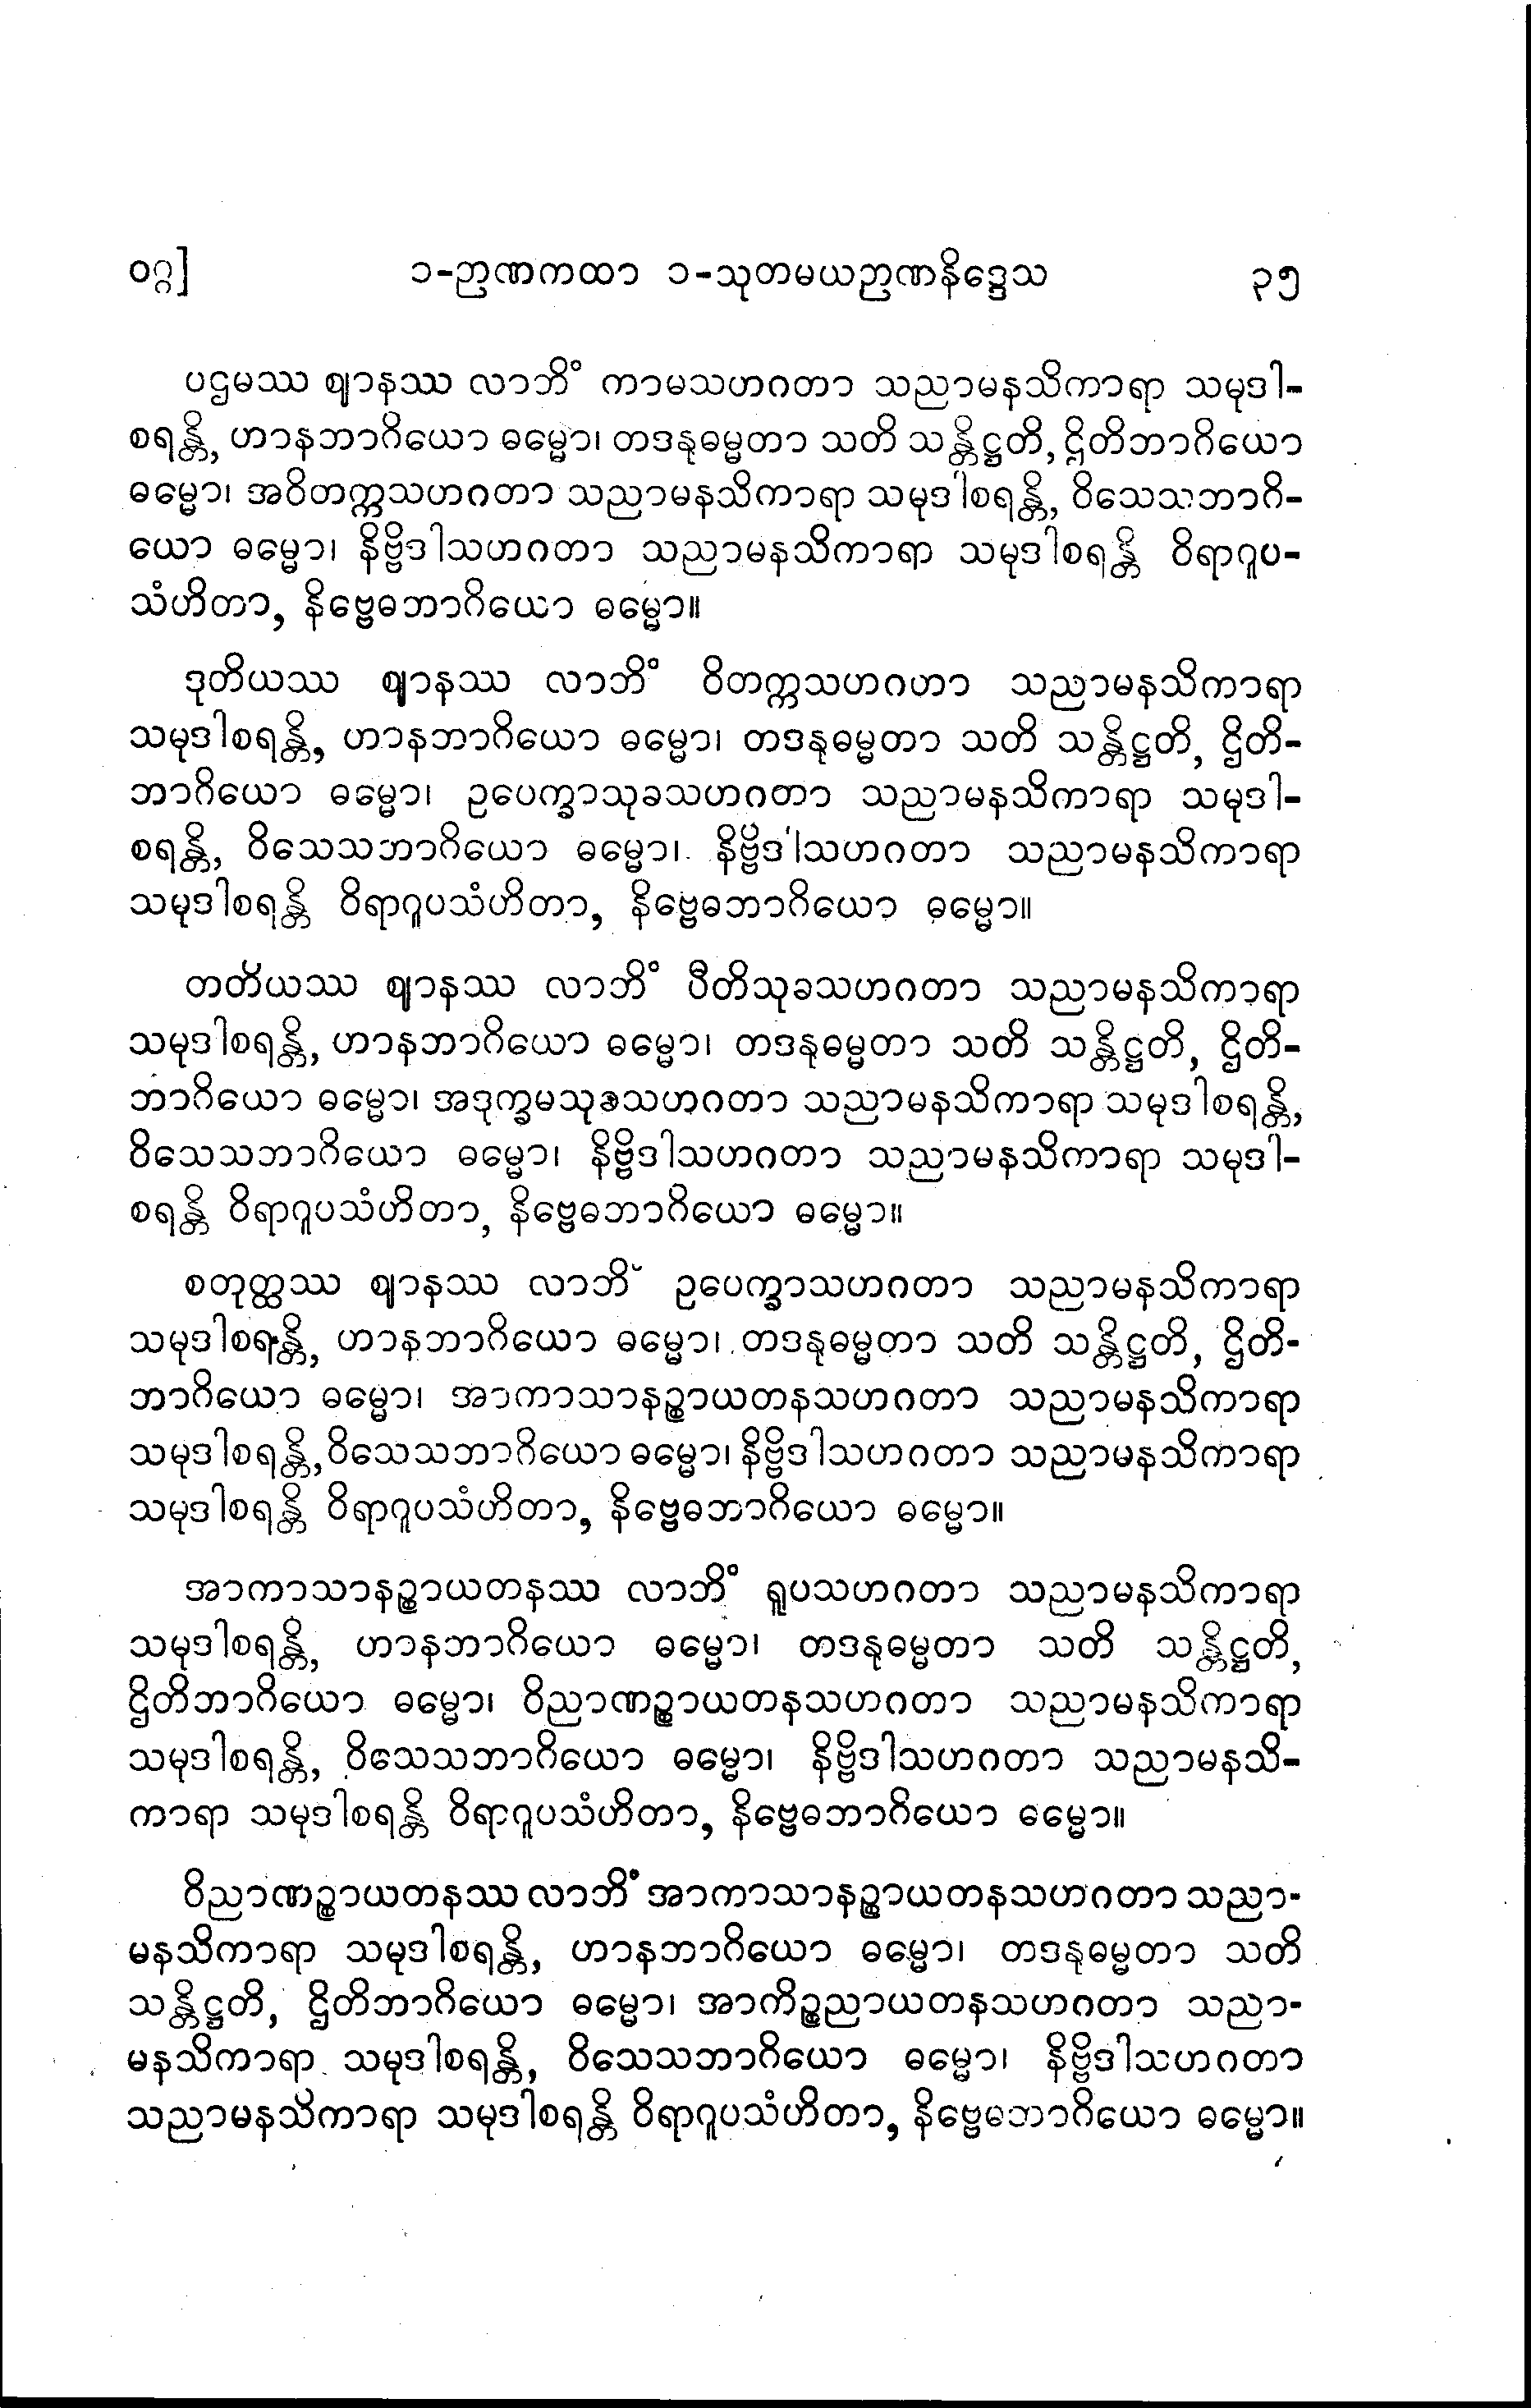 ဝဂ္ဂ]	၁-ဉာဏကထာ ၁-သုတမယဉာဏနိဒ္ဒေသ	၃၅
ပဌမဿ ဈာနဿ လာဘိံ ကာမသဟဂတာ သညာမနသိကာရာ သမုဒါ-
စရန္တိ, ဟာနဘာဂိယော ဓမ္မော၊ တဒနုဓမ္မတာ သတိ သန္တိဋ္ဌတိ, ဌိတိဘာဂိယော
ဓမ္မော၊ အဝိတက္ကသဟဂတာ သညာမနသိကာရာ သမုဒါစရန္တိ, ဝိသေသဘာဂိ-
ယော ဓမ္မော၊ နိဗ္ဗိဒါသဟဂတာ သညာမနသိကာရာ သမုဒါစရန္တိ ဝိရာဂူပ-
သံဟိတာ, နိဗ္ဗေဓဘာဂိယော ဓမ္မော။
ဒုတိယဿ ဈာနဿ လာဘိံ ဝိတက္ကသဟဂဟာ သညာမနသိကာရာ
သမုဒါစရန္တိ, ဟာနဘာဂိယော ဓမ္မော၊ တဒနုဓမ္မတာ သတိ သန္တိဋ္ဌတိ, ဌိတိ-
ဘာဂိယော ဓမ္မော၊ ဥပေက္ခာသုခသဟဂတာ သညာမနသိကာရာ သမုဒါ-
စရန္တိ, ဝိသေသဘာဂိယော ဓမ္မော၊ နိဗ္ဗိဒါသဟဂတာ သညာမနသိကာရာ
သမုဒါစရန္တိ ဝိရာဂူပသံဟိတာ, နိဗ္ဗေဓဘာဂိယော ဓမ္မော။
တတိယဿ ဈာနဿ လာဘိံ ပီတိသုခသဟဂတာ သညာမနသိကာရာ
သမုဒါစရန္တိ, ဟာနဘာဂိယော ဓမ္မော၊ တဒနုဓမ္မတာ သတိ သန္တိဋ္ဌတိ, ဌိတိ-
ဘာဂိယော ဓမ္မော၊ အဒုက္ခမသုခသဟဂတာ သညာမနသိကာရာ သမုဒါစရန္တိ,
ဝိသေသဘာဂိယော ဓမ္မော၊ နိဗ္ဗိဒါသဟဂတာ သညာမနသိကာရာ သမုဒါ-
စရန္တိ ဝိရာဂူပသံဟိတာ, နိဗ္ဗေဓဘာဂိယော ဓမ္မော။
စတုတ္ထဿ ဈာနဿ လာဘိံ ဥပေက္ခာသဟဂတာ သညာမနသိကာရာ
သမုဒါစရန္တိ, ဟာနဘာဂိယော ဓမ္မော၊ တဒနုဓမ္မတာ သတိ သန္တိဋ္ဌတိ, ဌိတိ-
ဘာဂိယော ဓမ္မော၊ အာကာသာနဉ္စာယတနသဟဂတာ သညာမနသိကာရာ
သမုဒါစရန္တိ, ဝိသေသဘာဂိယော ဓမ္မော၊ နိဗ္ဗိဒါသဟဂတာ သညာမနသိကာရာ
သမုဒါစရန္တိ ဝိရာဂူပသံဟိတာ, နိဗ္ဗေဓဘာဂိယော ဓမ္မော။
အာကာသာနဉ္စာယတနဿ လာဘိံ ရူပသဟဂတာ သညာမနသိကာရာ
သမုဒါစရန္တိ, ဟာနဘာဂိယော ဓမ္မော၊ တဒနုဓမ္မတာ သတိ သန္တိဋ္ဌတိ,
ဌိတိဘာဂိယော ဓမ္မော၊ ဝိညာဏဉ္စာယတနသဟဂတာ သညာမနသိကာရာ
သမုဒါစရန္တိ, ဝိသေသဘာဂိယော ဓမ္မော၊ နိဗ္ဗိဒါသဟဂတာ သညာမနသိ-
ကာရာ သမုဒါစရန္တိ ဝိရာဂူပသံဟိတာ, နိဗ္ဗေဓဘာဂိယော ဓမ္မော။
ဝိညာဏဉ္စာယတနဿ လာဘိံ အာကာသာနဉ္စာယတနသဟဂတာ သညာ-
မနသိကာရာ သမုဒါစရန္တိ, ဟာနဘာဂိယော ဓမ္မော၊ တဒနုဓမ္မတာ သတိ
သန္တိဋ္ဌတိ, ဌိတိဘာဂိယော ဓမ္မော၊ အာကိဉ္စညာယတနသဟဂတာ သညာ-
မနသိကာရာ သမုဒါစရန္တိ, ဝိသေသဘာဂိယော ဓမ္မော၊ နိဗ္ဗိဒါသဟဂတာ
သညာမနသိကာရာ သမုဒါစရန္တိ ဝိရာဂူပသံဟိတာ, နိဗ္ဗေဓဘာဂိယော ဓမ္မော။